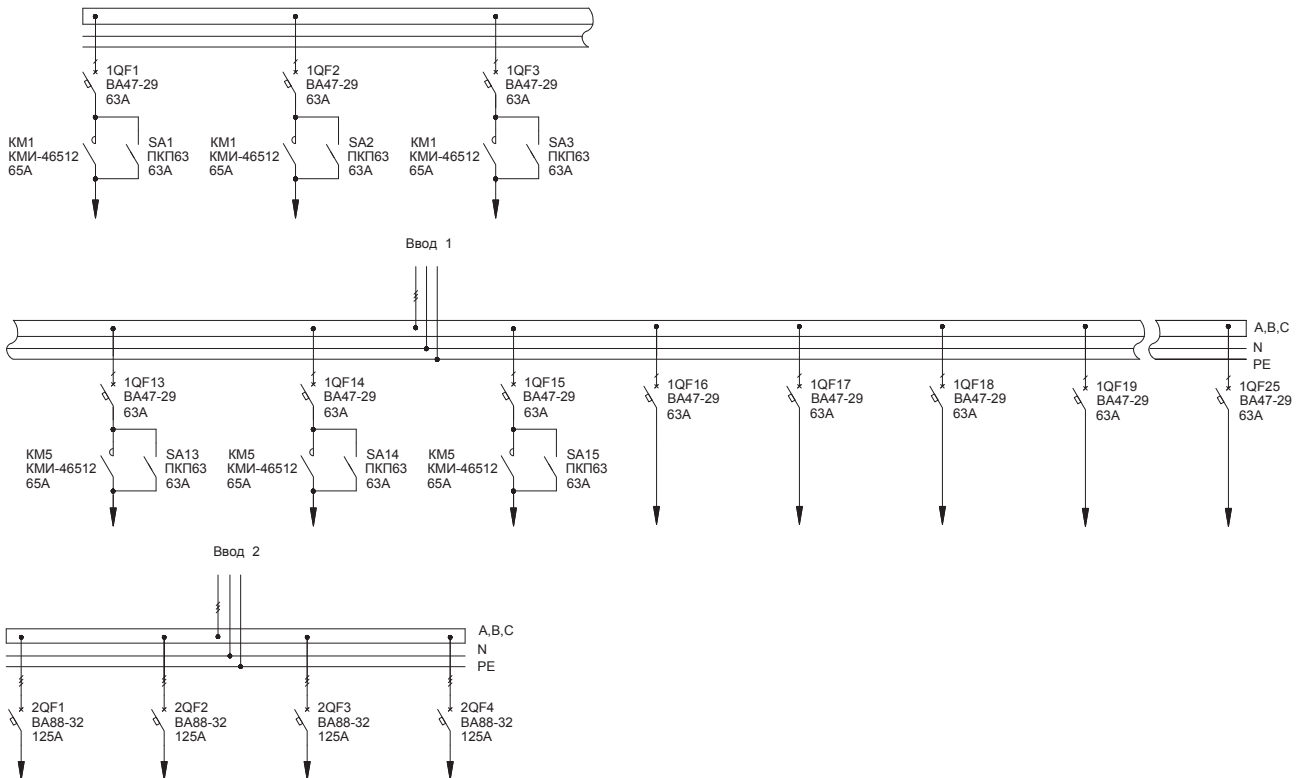 1QF1
ВА47-29
63А
1QF2
ВА47-29
63А
1QF3
ВА47-29
63А
КМ1
КМИ-46512
65А
SA1
ПКП63
63А
КМ1
КМИ-46512
65А
SA2
ПКП63
63А
КМ1
КМИ-46512
65А
SA3
ПКП63
63А
Ввод 1
A,B,C
N
PE
1QF13
ВА47-29
63А
1QF14
ВА47-29
63А
1QF15
ВА47-29
63А
1QF16
ВА47-29
63А
1QF17
ВА47-29
63А
1QF18
ВА47-29
63А
1QF19
ВА47-29
63А
1QF25
ВА47-29
63А
КМ5
КМИ-46512
65А
SA13
ПКП63
63А
КМ5
КМИ-46512
65А
SA14
ПКП63
63А
КМ5
КМИ-46512
65А
SA15
ПКП63
63А
Ввод 2
A,B,C
N
PE
2QF1
ВА88-32
125А
2QF2
ВА88-32
125А
2QF3
ВА88-32
125А
2QF4
ВА88-32
125А